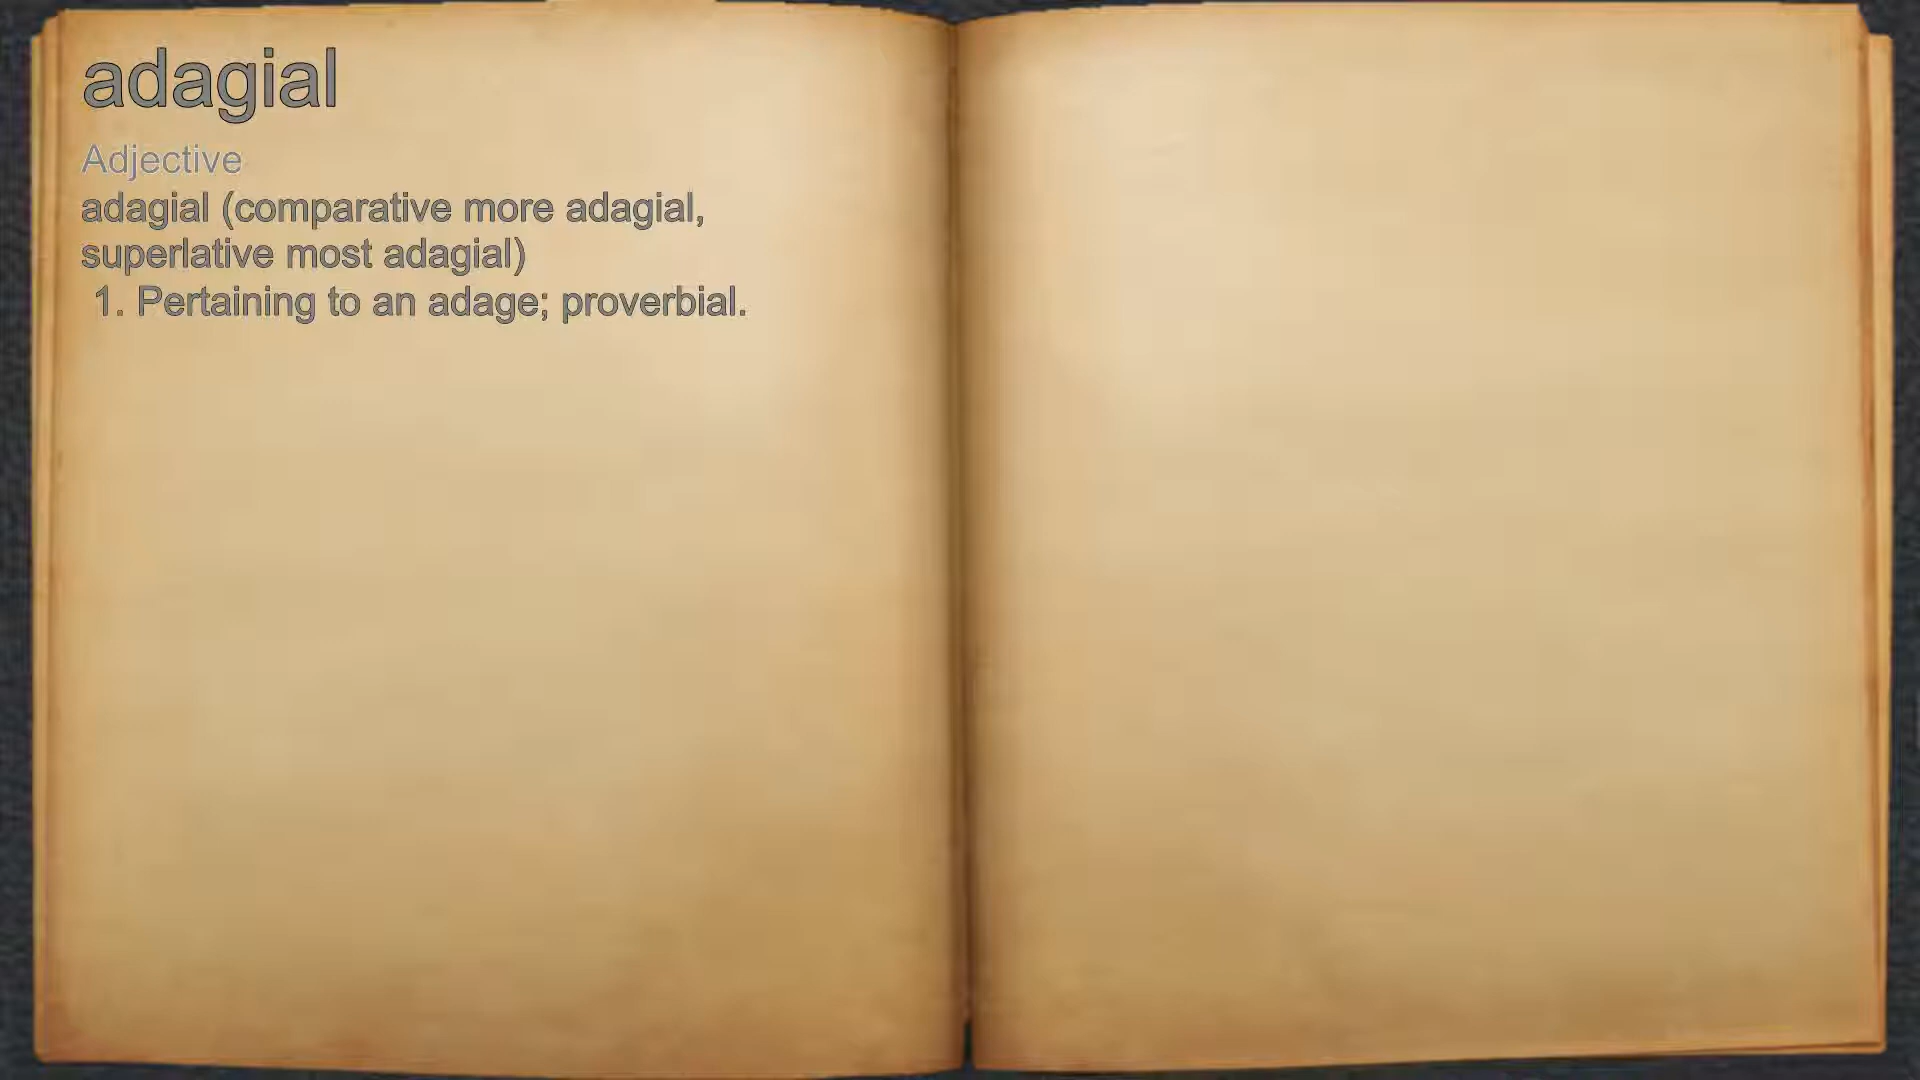 adagial
Adjective
adagial (comparative more adagial,
superlative most adagial)
1. Pertaining to an adage; proverbial.